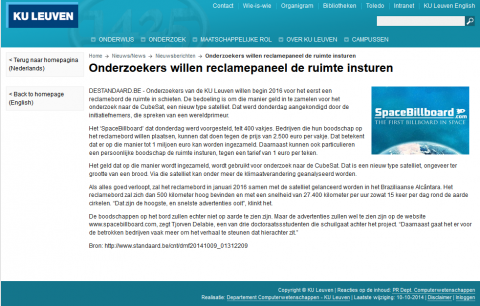 Contact Wie-is-wie Organigram Bibliotheken Toledo Intranet KU Leuven English
KU LEUVEN
ONDERWIJS ONDERZOEK MAATSCHAPPELIJKE ROL OVER KU LEUVEN CAMPUSSEN
< Terug naar homepagina
(Nederlands)
< Back to homepage
(English)
Home → Nieuws/News → Nieuwsberichten → Onderzoekers willen reclamepaneel de ruimte insturen
Onderzoekers willen reclamepaneel de ruimte insturen
DESTANDAARD.BE - Onderzoekers van de KU Leuven willen begin 2016 voor het eerst een
reclamebord de ruimte in schieten. De bedoeling is om die manier geld in te zamelen voor het
onderzoek naar de CubeSat, een nieuw type satelliet. Dat werd donderdag aangekondigd door de
initiatiefnemers, die spreken van een wereldprimeur.
SpaceBillboard.com
THE FIRST BILLBOARD IN SPACE
Het 'SpaceBillboard' dat donderdag werd voorgesteld, telt 400 vakjes. Bedrijven die hun boodschap op
het reclamebord willen plaatsen, kunnen dat doen tegen de prijs van 2.500 euro per vakje. Dat betekent
dat er op die manier tot 1 miljoen euro kan worden ingezameld. Daarnaast kunnen ook particulieren
een persoonlijke boodschap de ruimte insturen, tegen een tarief van 1 euro per teken.
Het geld dat op die manier wordt ingezameld, wordt gebruikt voor onderzoek naar de CubeSat. Dat is een nieuw type satelliet, ongeveer ter
grootte van een brood. Via die satelliet kan onder meer de klimaatverandering geanalyseerd worden.
Als alles goed verloopt, zal het reclamebord in januari 2016 samen met de satelliet gelanceerd worden in het Braziliaanse Alcântara. Het
reclamebord zal zich dan 500 kilometer hoog bevinden en met een snelheid van 27.400 kilometer per uur zowat 15 keer per dag rond de aarde
cirkelen. "Dat zijn de hoogste, en snelste advertenties ooit", klinkt het.
De boodschappen op het bord zullen echter niet op aarde te zien zijn. Maar de advertenties zullen wel te zien zijn op de website
www.spacebillboard.com, zegt Tjorven Delabie, een van drie doctoraatsstudenten die schuilgaat achter het project. "Daarnaast gaat het er voor
de betrokken bedrijven vaak meer om het verhaal te steunen dat hierachter zit."
Bron: http://www.standaard.be/cnt/dmf20141009_01312209
Copyright © KU Leuven | Reacties op de inhoud: PR Dept. Computerwetenschappen
Realisatie: Departement Computerwetenschappen - KU Leuven | Laatste wijziging: 10-10-2014 | Disclaimer | Inloggen